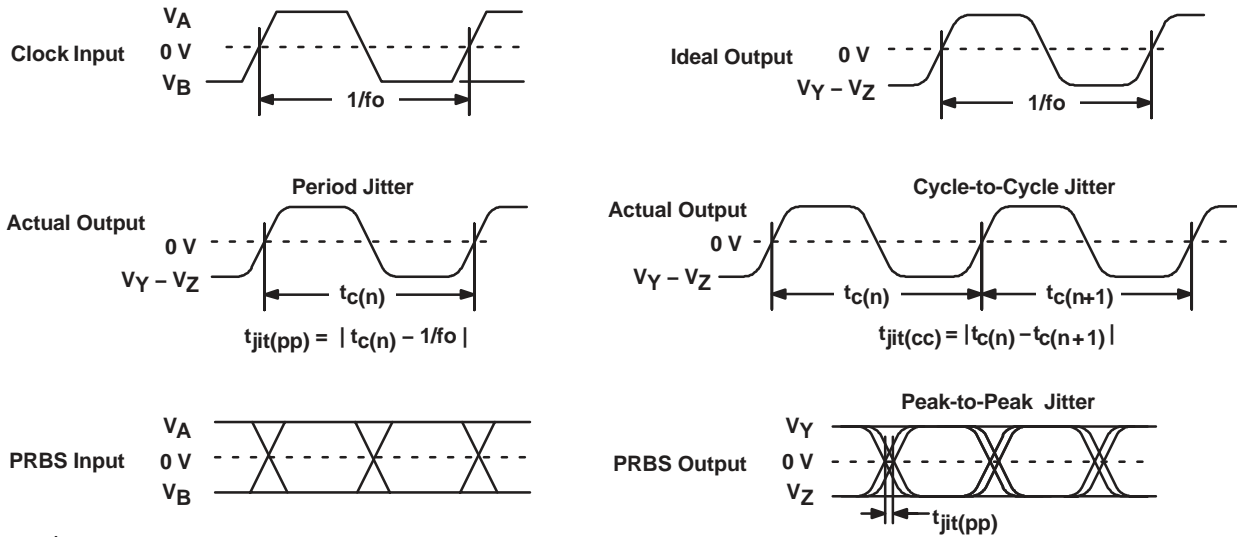 VA
Clock Input 0 V
VB
1/fo
Ideal Output 0 V
VY – VZ
1/fo
Period Jitter
Actual Output
0 V
VY – VZ
tc(n)
tjit(pp) = | tc(n) – 1/fo |
Cycle-to-Cycle Jitter
Actual Output
0 V
VY – VZ
tc(n) tc(n+1)
tjit(cc) = | tc(n) – tc(n+1) |
VA
PRBS Input 0 V
VB
Peak-to-Peak Jitter
VY
PRBS Output 0 V
VZ
tjit(pp)